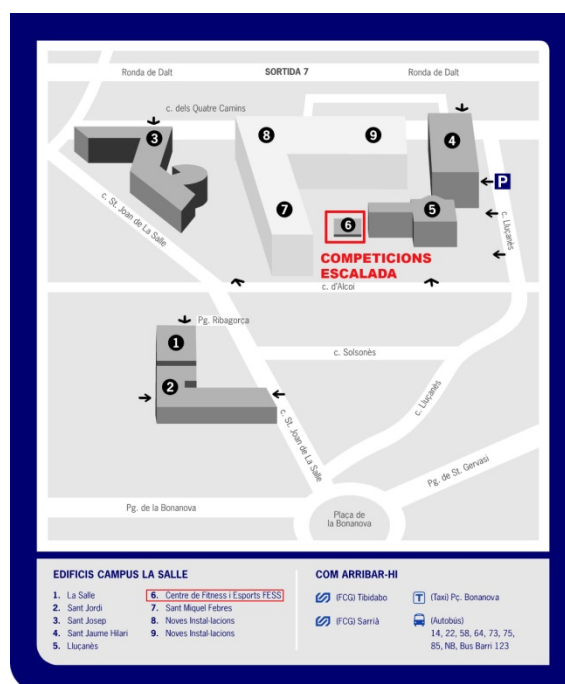 Ronda de Dalt
SORTIDA 7
Ronda de Dalt
c. dels Quatre Camins
3
8
9
4
P
c. St. Joan de La Salle
7
6
5
c. Lluçanès
COMPETICIONS
ESCALADA
c. d'Alcoi
Pg. Ribagorça
1
c. Solsonès
2
c. Lluçanès
c. St. Joan de La Salle
Pg. de St. Gervasi
Pg. de la Bonanova
Plaça de
la Bonanova
EDIFICIS CAMPUS LA SALLE
1. La Salle
2. Sant Jordi
3. Sant Josep
4. Sant Jaume Hilari
5. Lluçanès
6. Centre de Fitness i Esports FESS
7. Sant Miquel Febres
8. Noves Instal·lacions
9. Noves Instal·lacions
COM ARRIBAR-HI
(FCG) Tibidabo
(FCG) Sarrià
T (Taxi) Pç. Bonanova
(Autobús)
14, 22, 58, 64, 73, 75,
85, NB, Bus Barri 123